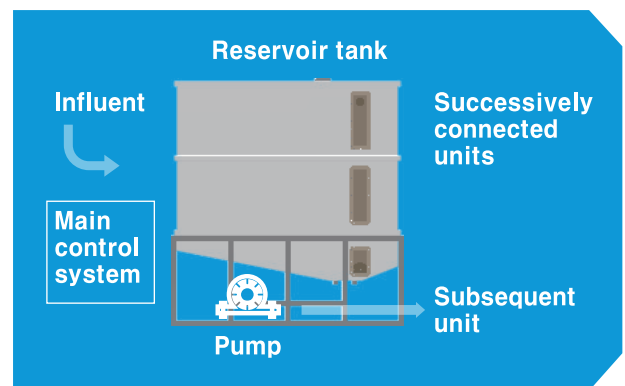 Reservoir tank
Influent
Successively
connected
units
Main
control
system
Subsequent
unit
Pump